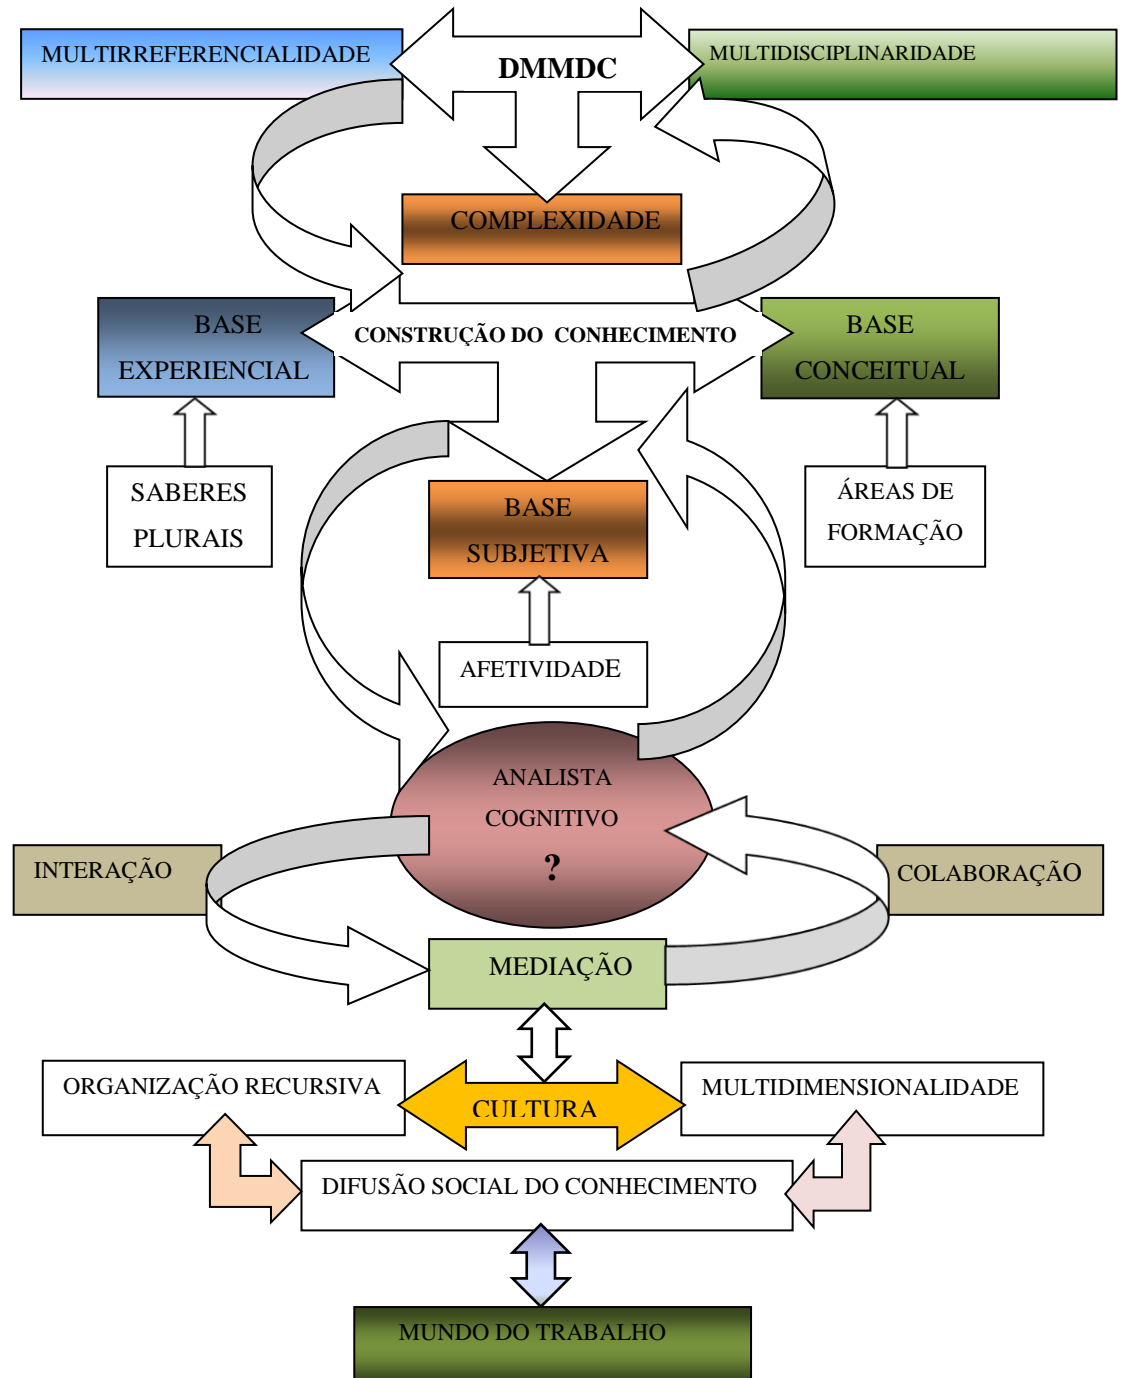 MULTIRREFERENCIALIDADE
DMMDC
MULTIDISCIPLINARIDADE
COMPLEXIDADE
BASE
EXPERIENCIAL
CONSTRUÇÃO DO CONHECIMENTO
BASE
CONCEITUAL
SABERES
PLURAIS
BASE
SUBJETIVA
ÁREAS DE
FORMAÇÃO
AFETIVIDADE
ANALISTA
COGNITIVO
?
INTERAÇÃO
COLABORAÇÃO
MEDIAÇÃO
ORGANIZAÇÃO RECURSIVA
CULTURA
MULTIDIMENSIONALIDADE
DIFUSÃO SOCIAL DO CONHECIMENTO
MUNDO DO TRABALHO